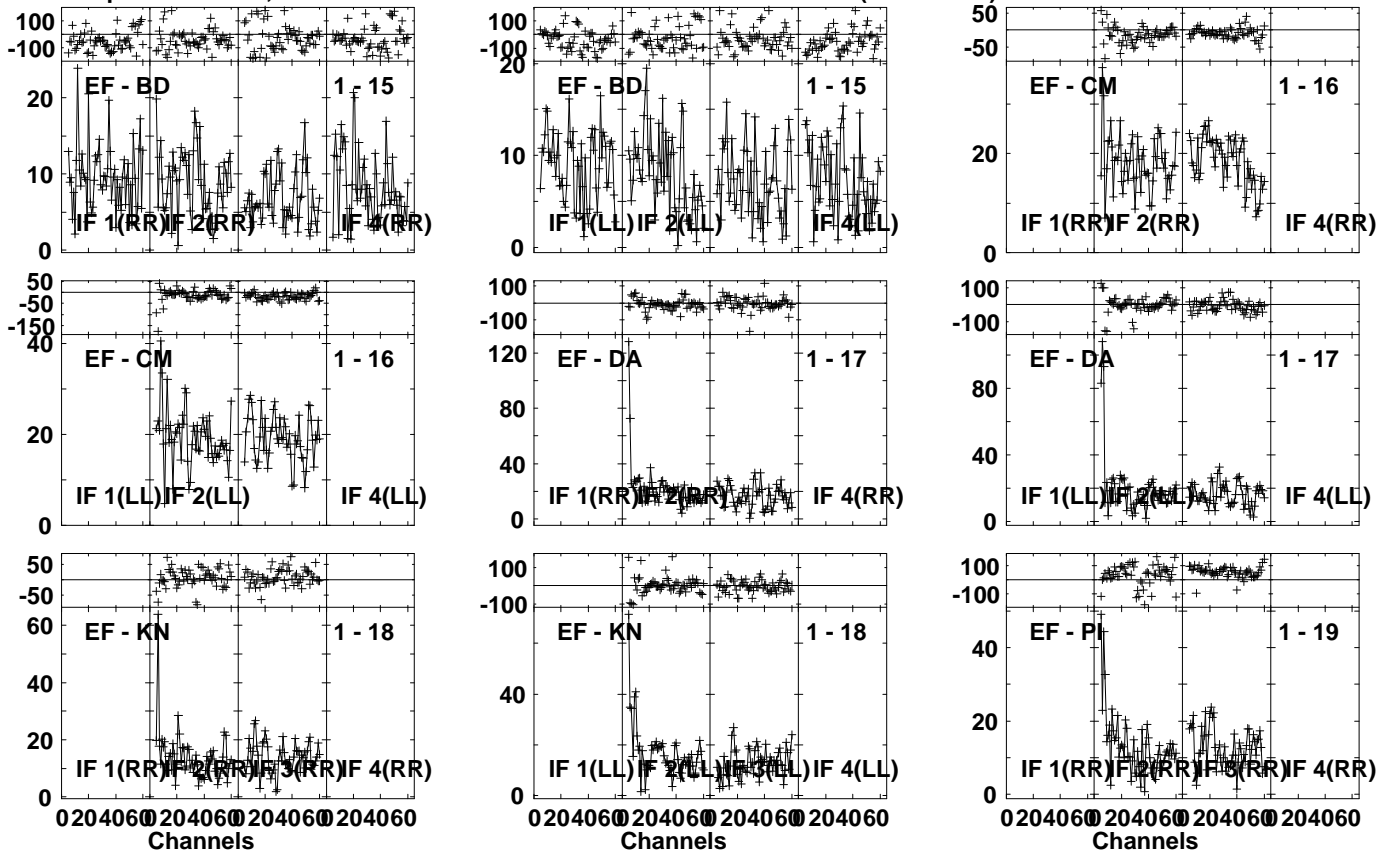 100
-100
EF - BD 1 - 15
20
10
0
IF 1(RR) IF 2(RR) IF 4(RR)
100
-100
20
EF - BD 1 - 15
10
0
IF 1(LL) IF 2(LL) IF 4(LL)
50
-50
EF - CM 1 - 16
20
0
IF 1(RR) IF 2(RR) IF 4(RR)
50
-50
-150
40
EF - CM 1 - 16
20
0
IF 1(LL) IF 2(LL) IF 4(LL)
100
-100
EF - DA 1 - 17
120
80
40
0
IF 1(RR) IF 2(RR) IF 4(RR)
100
-100
EF - DA 1 - 17
80
40
0
IF 1(LL) IF 2(LL) IF 4(LL)
50
-50
60
EF - KN 1 - 18
40
20
0
IF 1(RR) IF 2(RR) IF 3(RR) IF 4(RR)
0 20 40 60 0 20 40 60 0 20 40 60 0 20 40 60
Channels
100
-100
EF - KN 1 - 18
40
0
IF 1(LL) IF 2(LL) IF 3(LL) IF 4(LL)
0 20 40 60 0 20 40 60 0 20 40 60 0 20 40 60
Channels
100
-100
EF - PI 1 - 19
40
20
0
IF 1(RR) IF 2(RR) IF 3(RR) IF 4(RR)
0 20 40 60 0 20 40 60 0 20 40 60 0 20 40 60
Channels